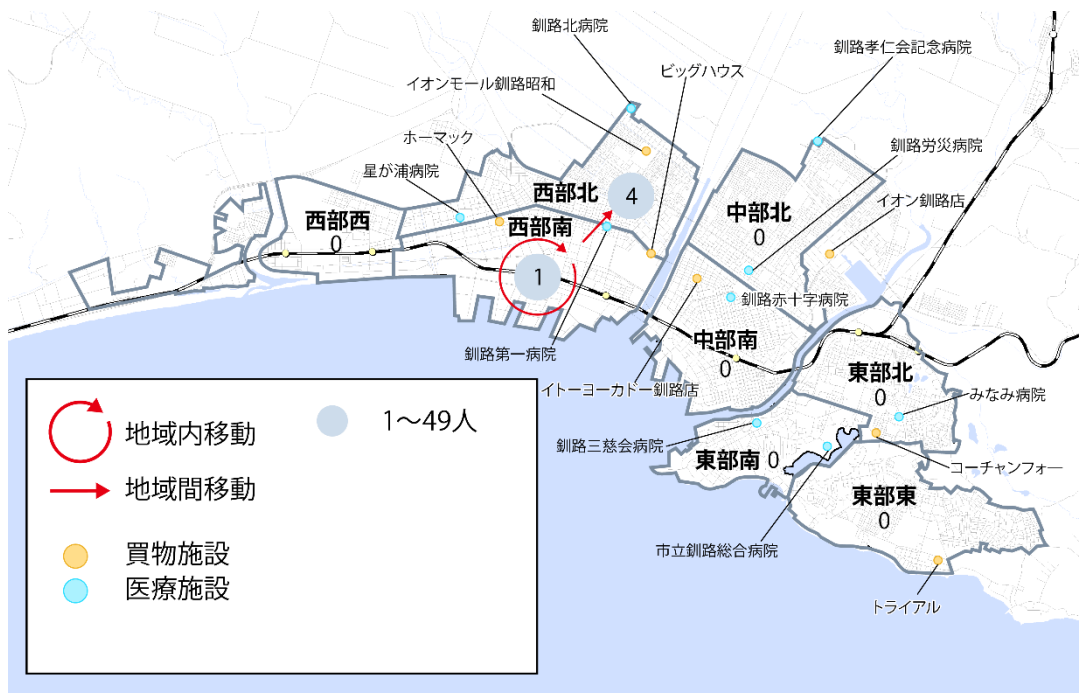 釧路北病院
釧路孝仁会記念病院
ビッグハウス
イオンモール釧路昭和
ホーマック
釧路労災病院
星が浦病院
西部北
4
中部北
0
イオン釧路店
西部西
0
西部南
1
釧路赤十字病院
中部南
0
釧路第一病院
イトーヨーカドー釧路店
東部北
0
みなみ病院
釧路三慈会病院
東部南 0
コーチャンフォー
東部東
0
市立釧路総合病院
トライアル
地域内移動
1～49人
地域間移動
買物施設
医療施設